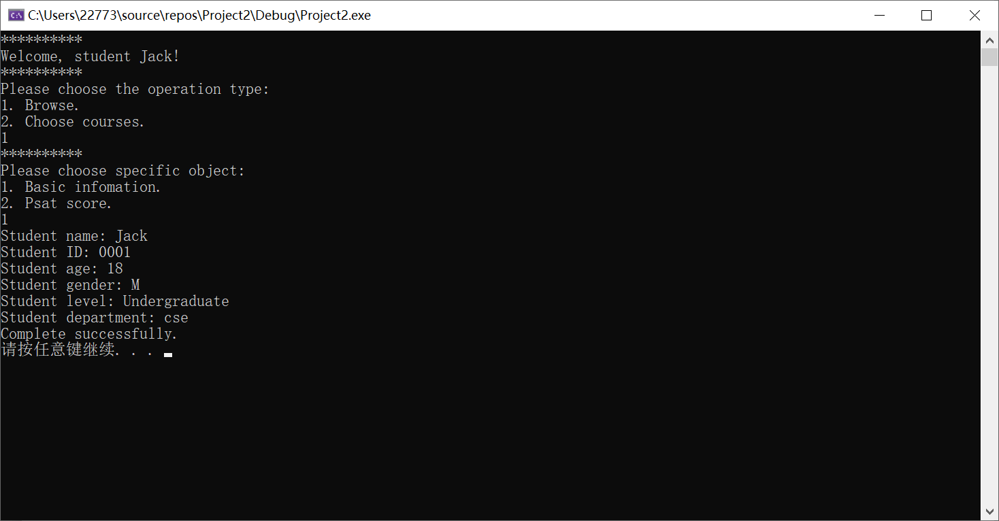 C:\Users\22773\source\repos\Project2\Debug\Project2.exe
**********
Welcome, student Jack!
**********
Please choose the operation type:
1. Browse.
2. Choose courses.
1
**********
Please choose specific object:
1. Basic infomation.
2. Psat score.
1
Student name: Jack
Student ID: 0001
Student age: 18
Student gender: M
Student level: Undergraduate
Student department: cse
Complete successfully.
请按任意键继续. . .